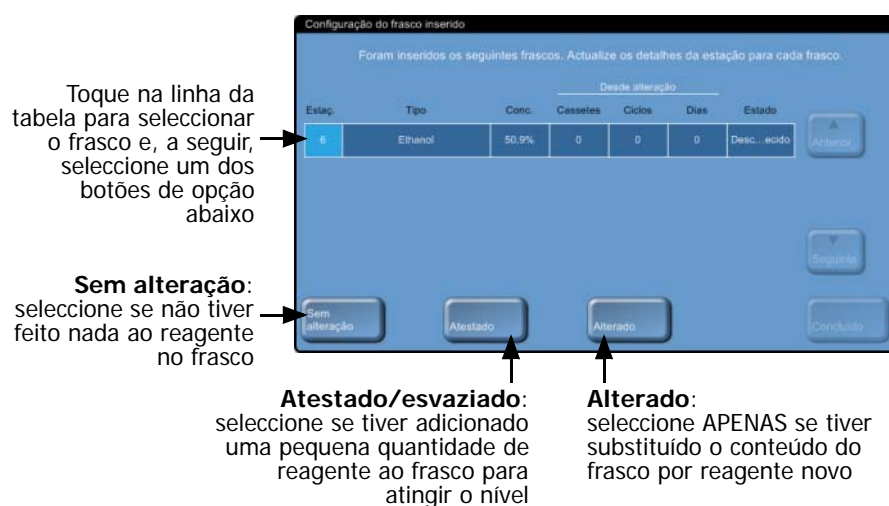 Configuração do frasco inserido
Foram inseridos os seguintes frascos. Actualize os detalhes da estação para cada frasco.
Desde alteração
Estaç. Tipo Conc. Cassetes Ciclos Dias Estado
6 Ethanol 50.9% 0 0 0 Desc...ecido
Anterior
Seguinte
Sem
alteração
Atestado
Alterado
Concluído
Toque na linha da
tabela para seleccionar
o frasco e, a seguir,
seleccione um dos
botões de opção
abaixo
Sem alteração:
seleccione se não tiver
feito nada ao reagente
no frasco
Atestado/esvaziado:
seleccione se tiver adicionado
uma pequena quantidade de
reagente ao frasco para
atingir o nível
Alterado:
seleccione APENAS se tiver
substituído o conteúdo do
frasco por reagente novo